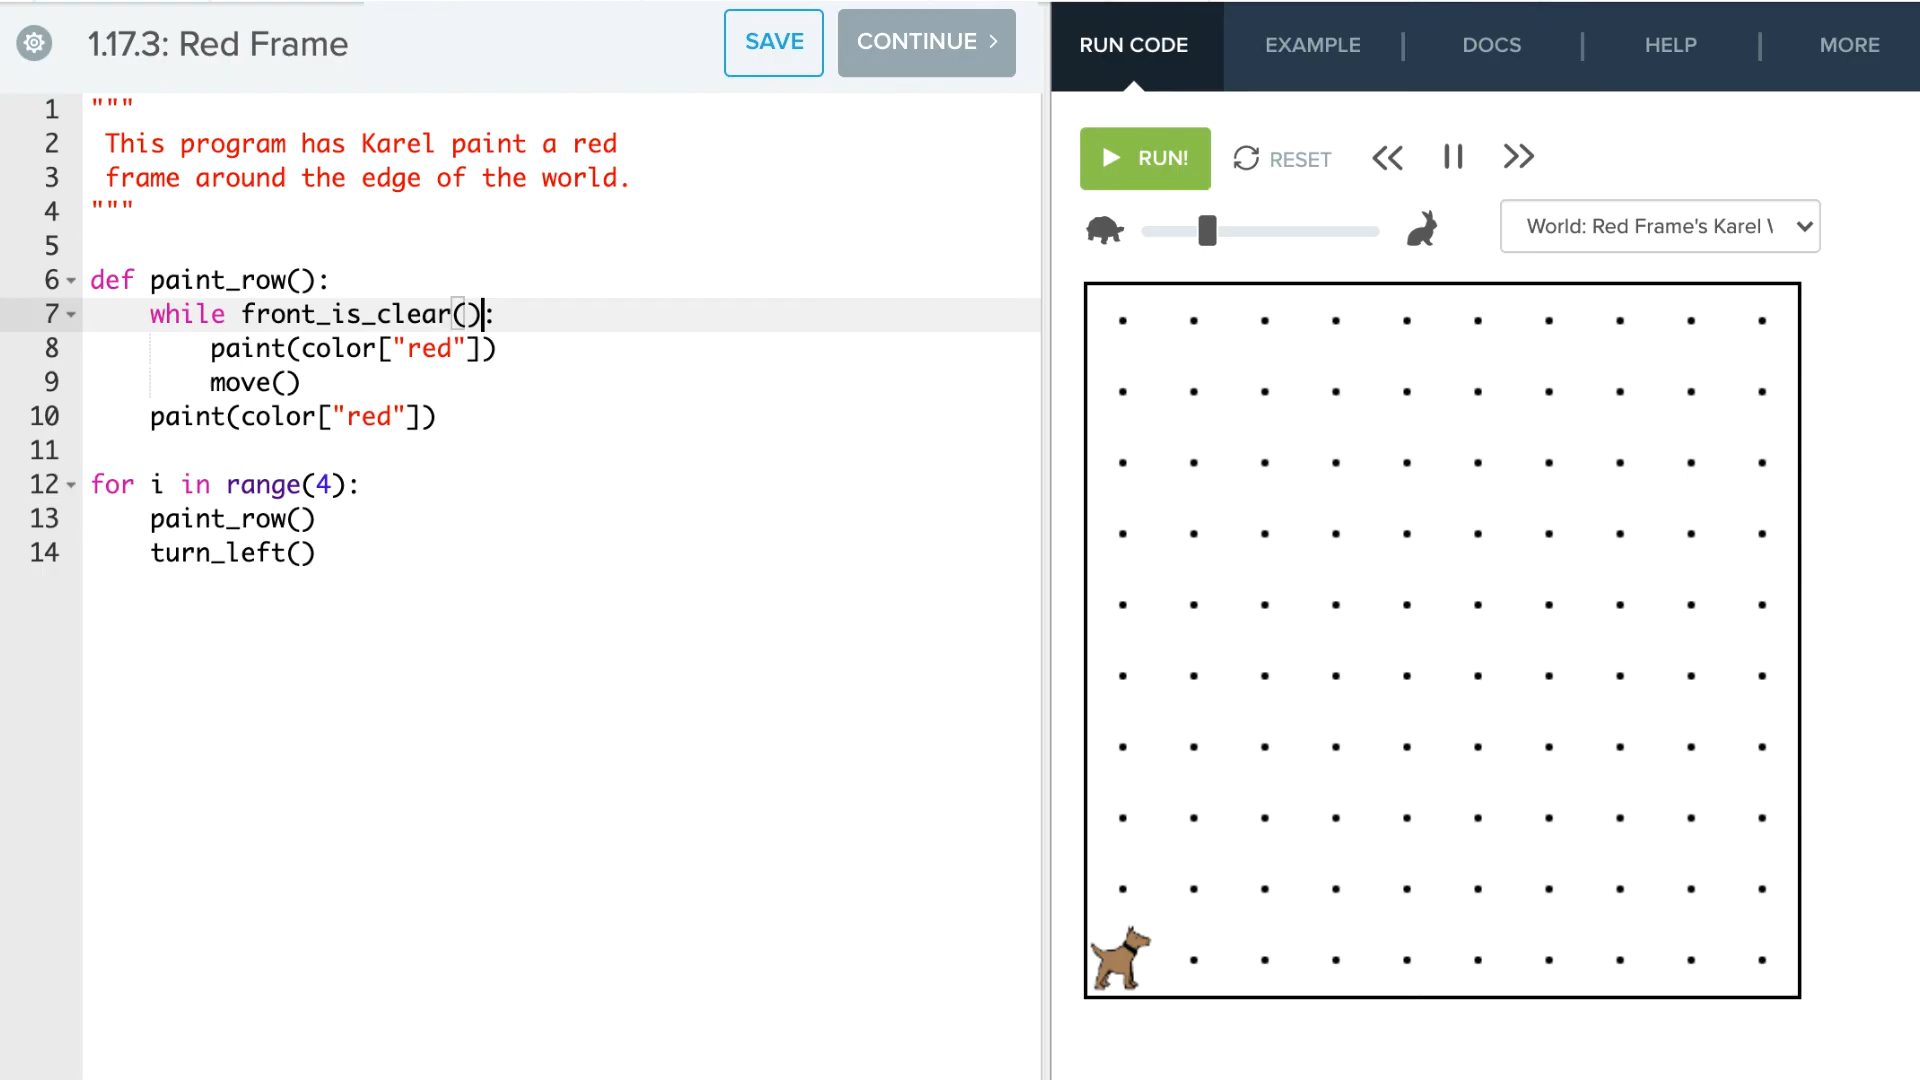 1.17.3: Red Frame
SAVE
CONTINUE >
RUN CODE
EXAMPLE
DOCS
HELP
MORE
1 """
2 This program has Karel paint a red
3 frame around the edge of the world.
4 """
5
6 def paint_row():
7 while front_is_clear():
8 paint(color["red"])
9 move()
10 paint(color["red"])
11
12 for i in range(4):
13 paint_row()
14 turn_left()
RUN!
RESET
World: Red Frame's Karel